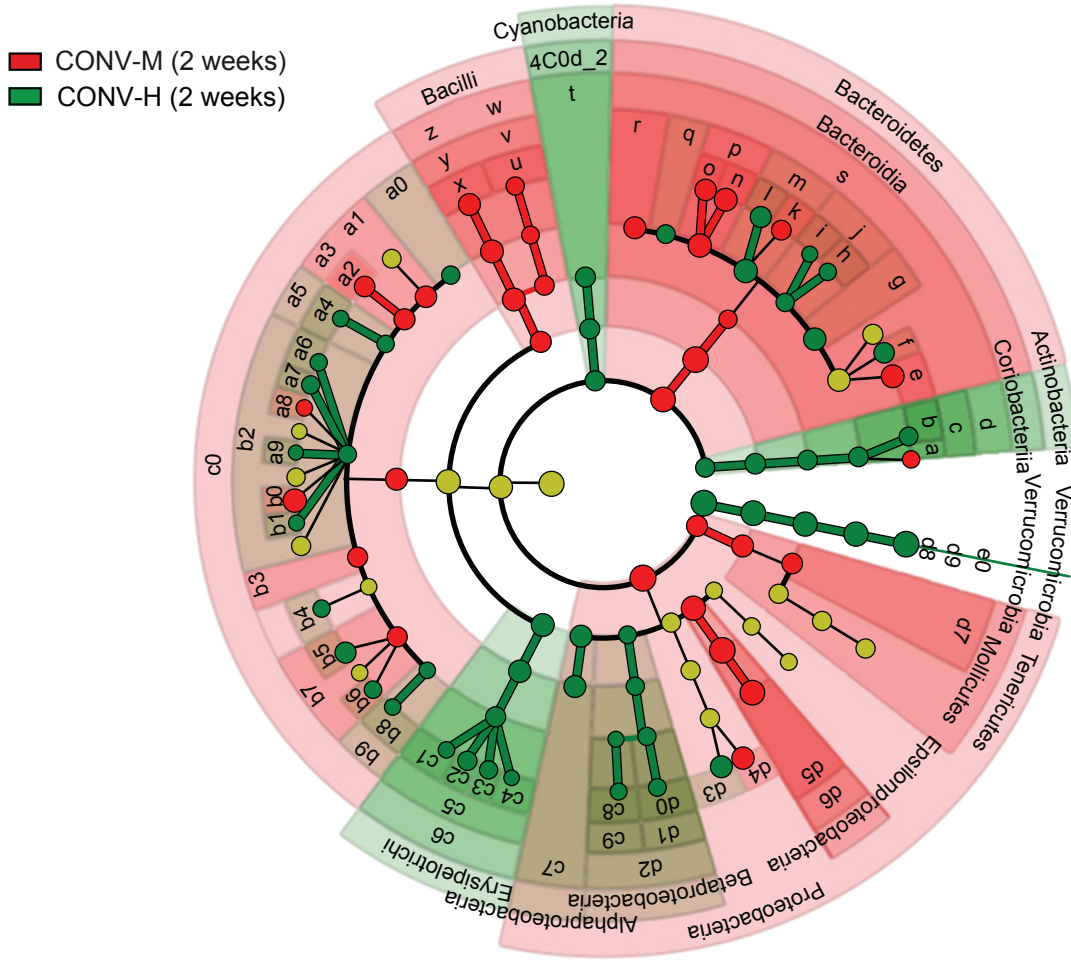 CONV-M (2 weeks)
CONV-H (2 weeks)
Cyanobacteria
4C0d_2
t
Bacteroidetes
Bacteroidia
s
r
q
p
o
n
m
l
k
j
i
h
g
f
e
Actinobacteria
Coriobacteriia
d
c
b
a
Verrucomicrobia
Verrucomicrobia
e0
d9
d8
Tenericutes
Mollicutes
d7
Proteobacteria
Epsilonproteobacteria
d6
d5
d4
d3
Betaproteobacteria
d2
d1
d0
c9
c8
Alphaproteobacteria
c7
Erysipelotrichi
c6
c5
c4
c3
c2
c1
c0
b9
b8
b7
b6
b5
b4
b3
b2
b1
b0
a9
a8
a7
a6
a5
a4
a3
a2
a1
a0
Bacilli
z
y
x
w
v
u